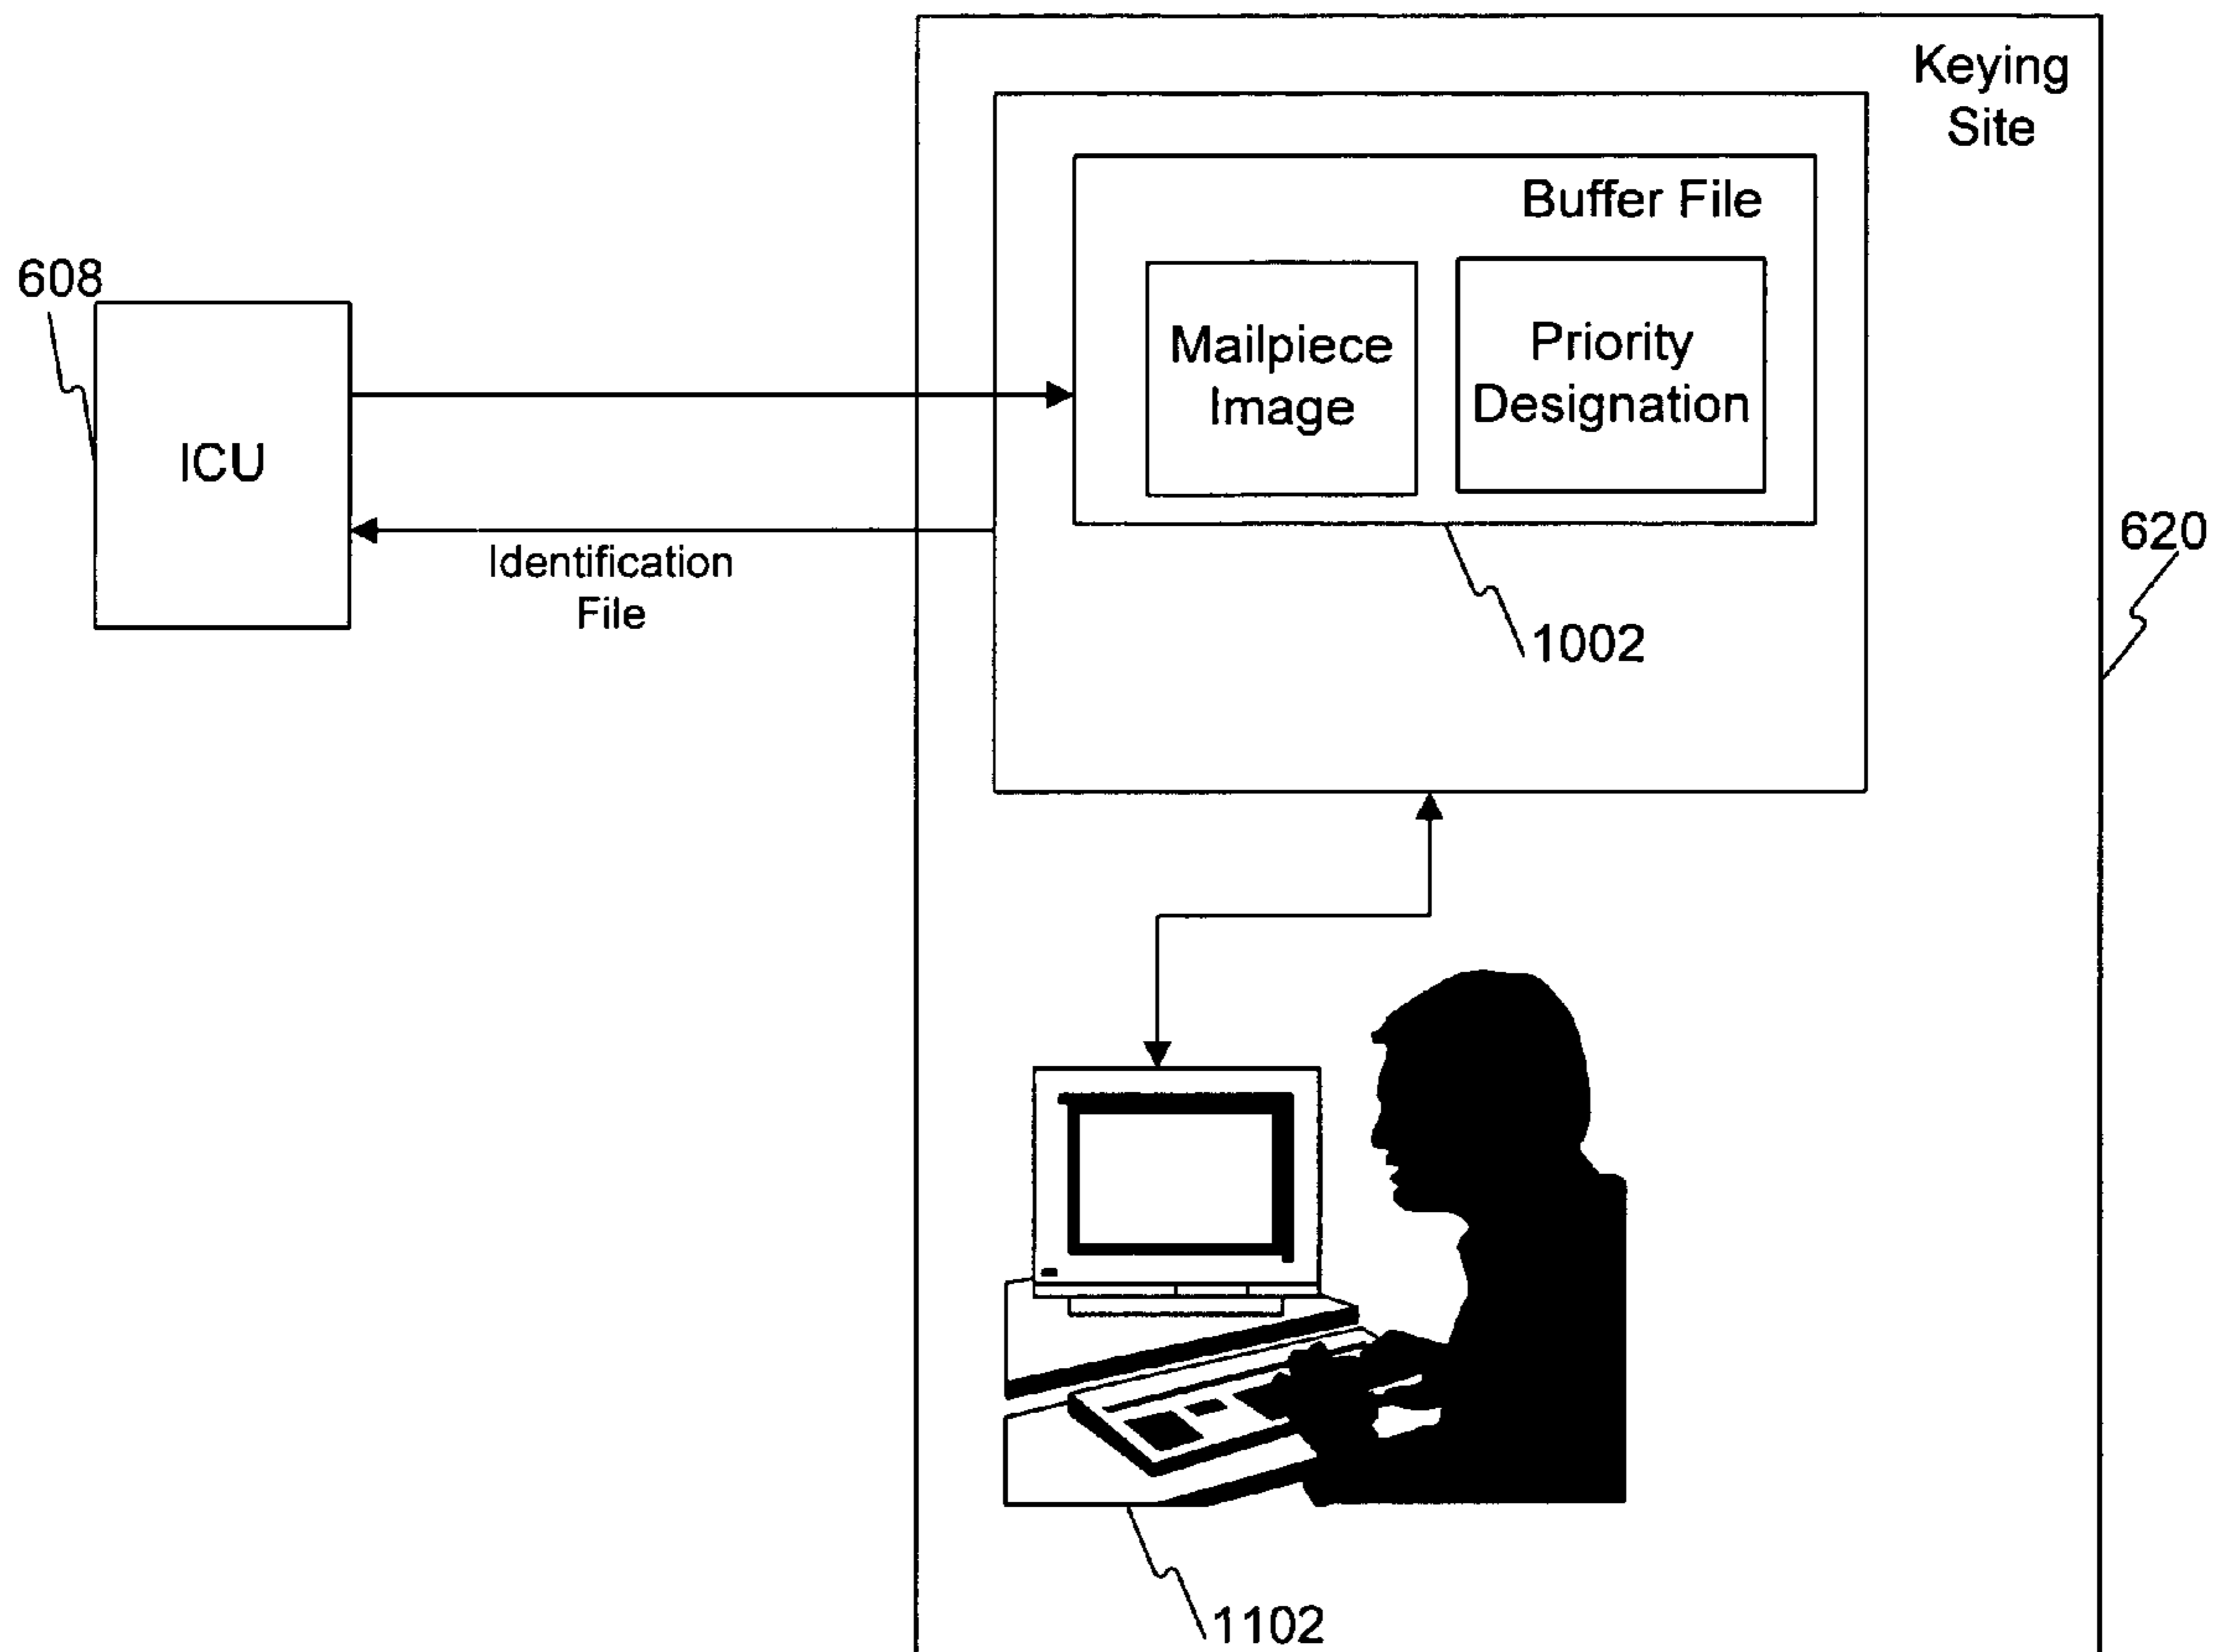 Keying
Site
Buffer File
608
Mailpiece
Image
Priority
Designation
ICU
620
Identification
File
1002
1102